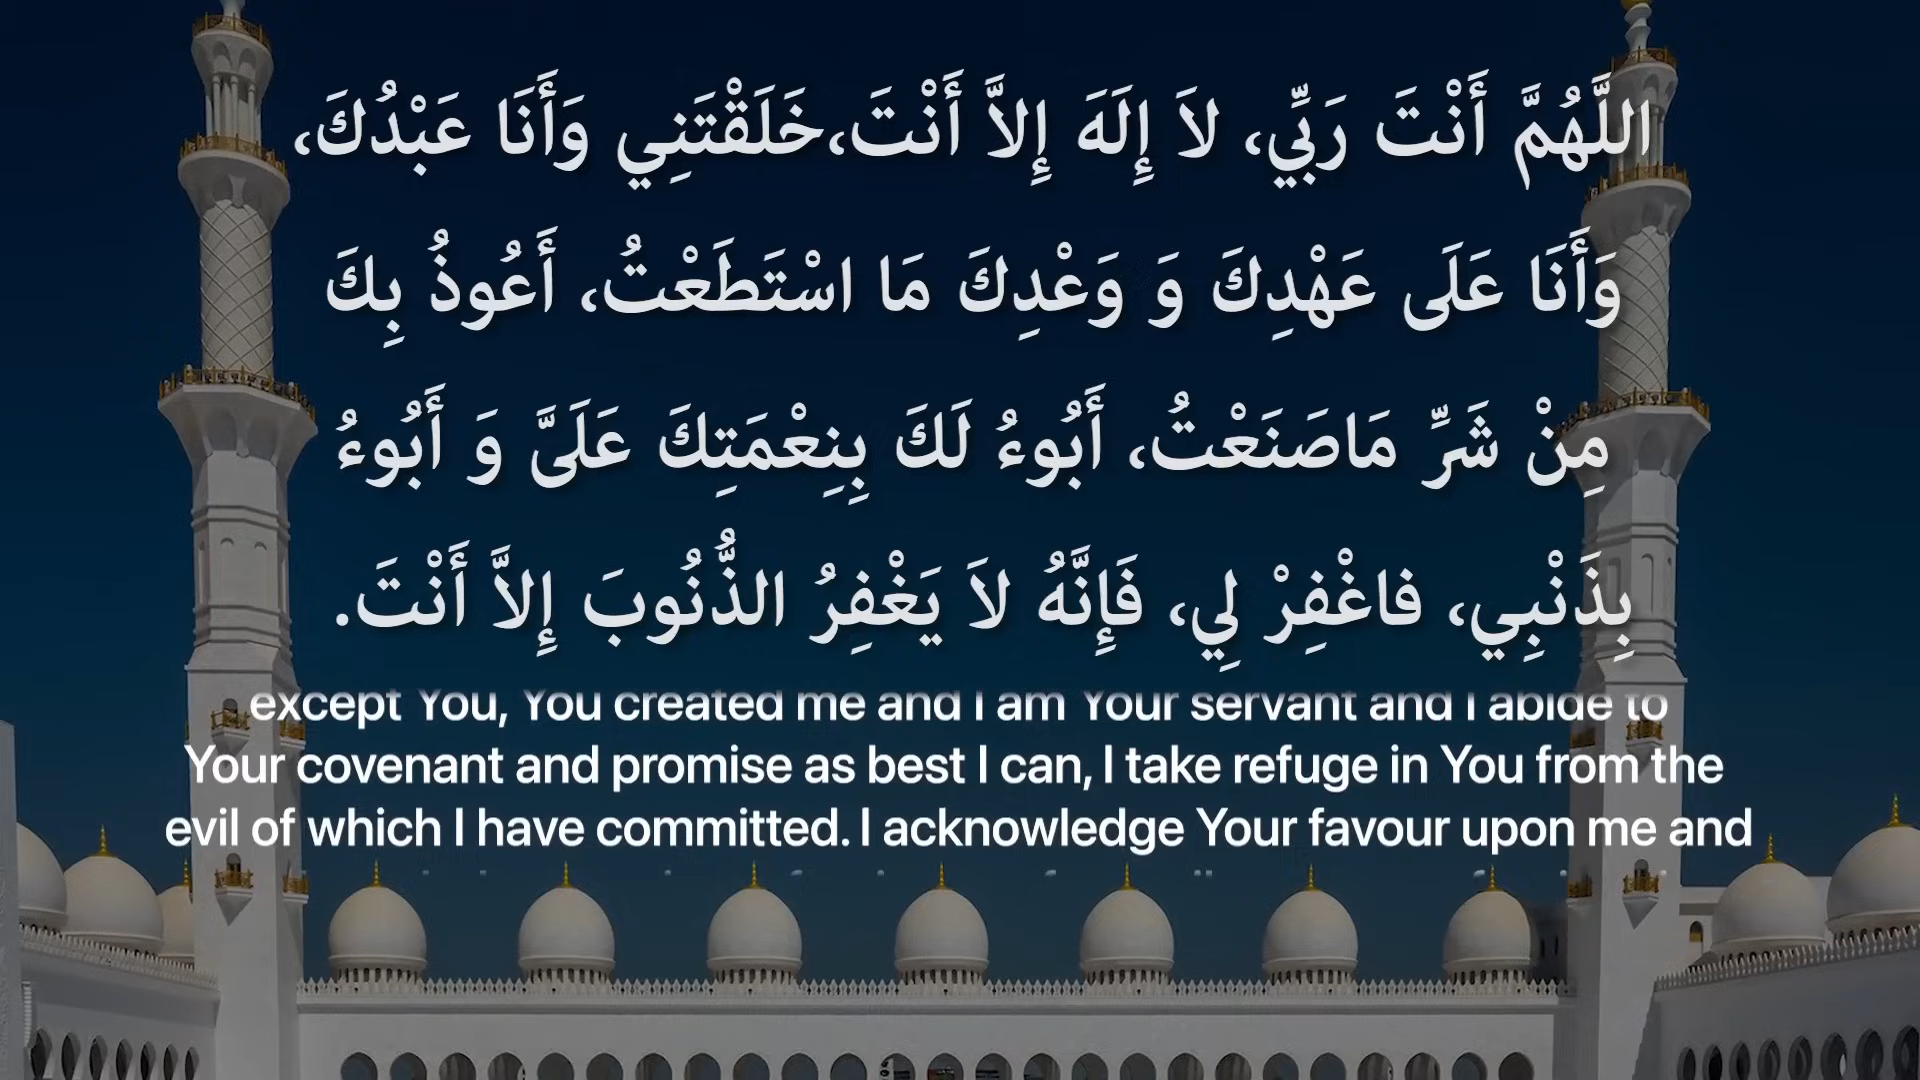 اللَّهُمَّ أَنْتَ رَبِّي، لاَ إِلَهَ إِلاَّ أَنْتَ،خَلَقْتَنِي وَأَنَا عَبْدُكَ،
وَأَنَا عَلَى عَهْدِكَ وَ وَعْدِكَ مَا اسْتَطَعْتُ، أَعُوذُ بِكَ
مِنْ شَرِّ مَاصَنَعْتُ، أَبُوءُ لَكَ بِنِعْمَتِكَ عَلَىَّ وَ أَبُوءُ
بِذَنْبِي، فاغْفِرْ لِي، فَإِنَّهُ لاَ يَغْفِرُ الذُّنُوبَ إِلاَّ أَنْتَ.
except You, You created me and I am Your servant and I abide to
Your covenant and promise as best I can, I take refuge in You from the
evil of which I have committed. I acknowledge Your favour upon me and